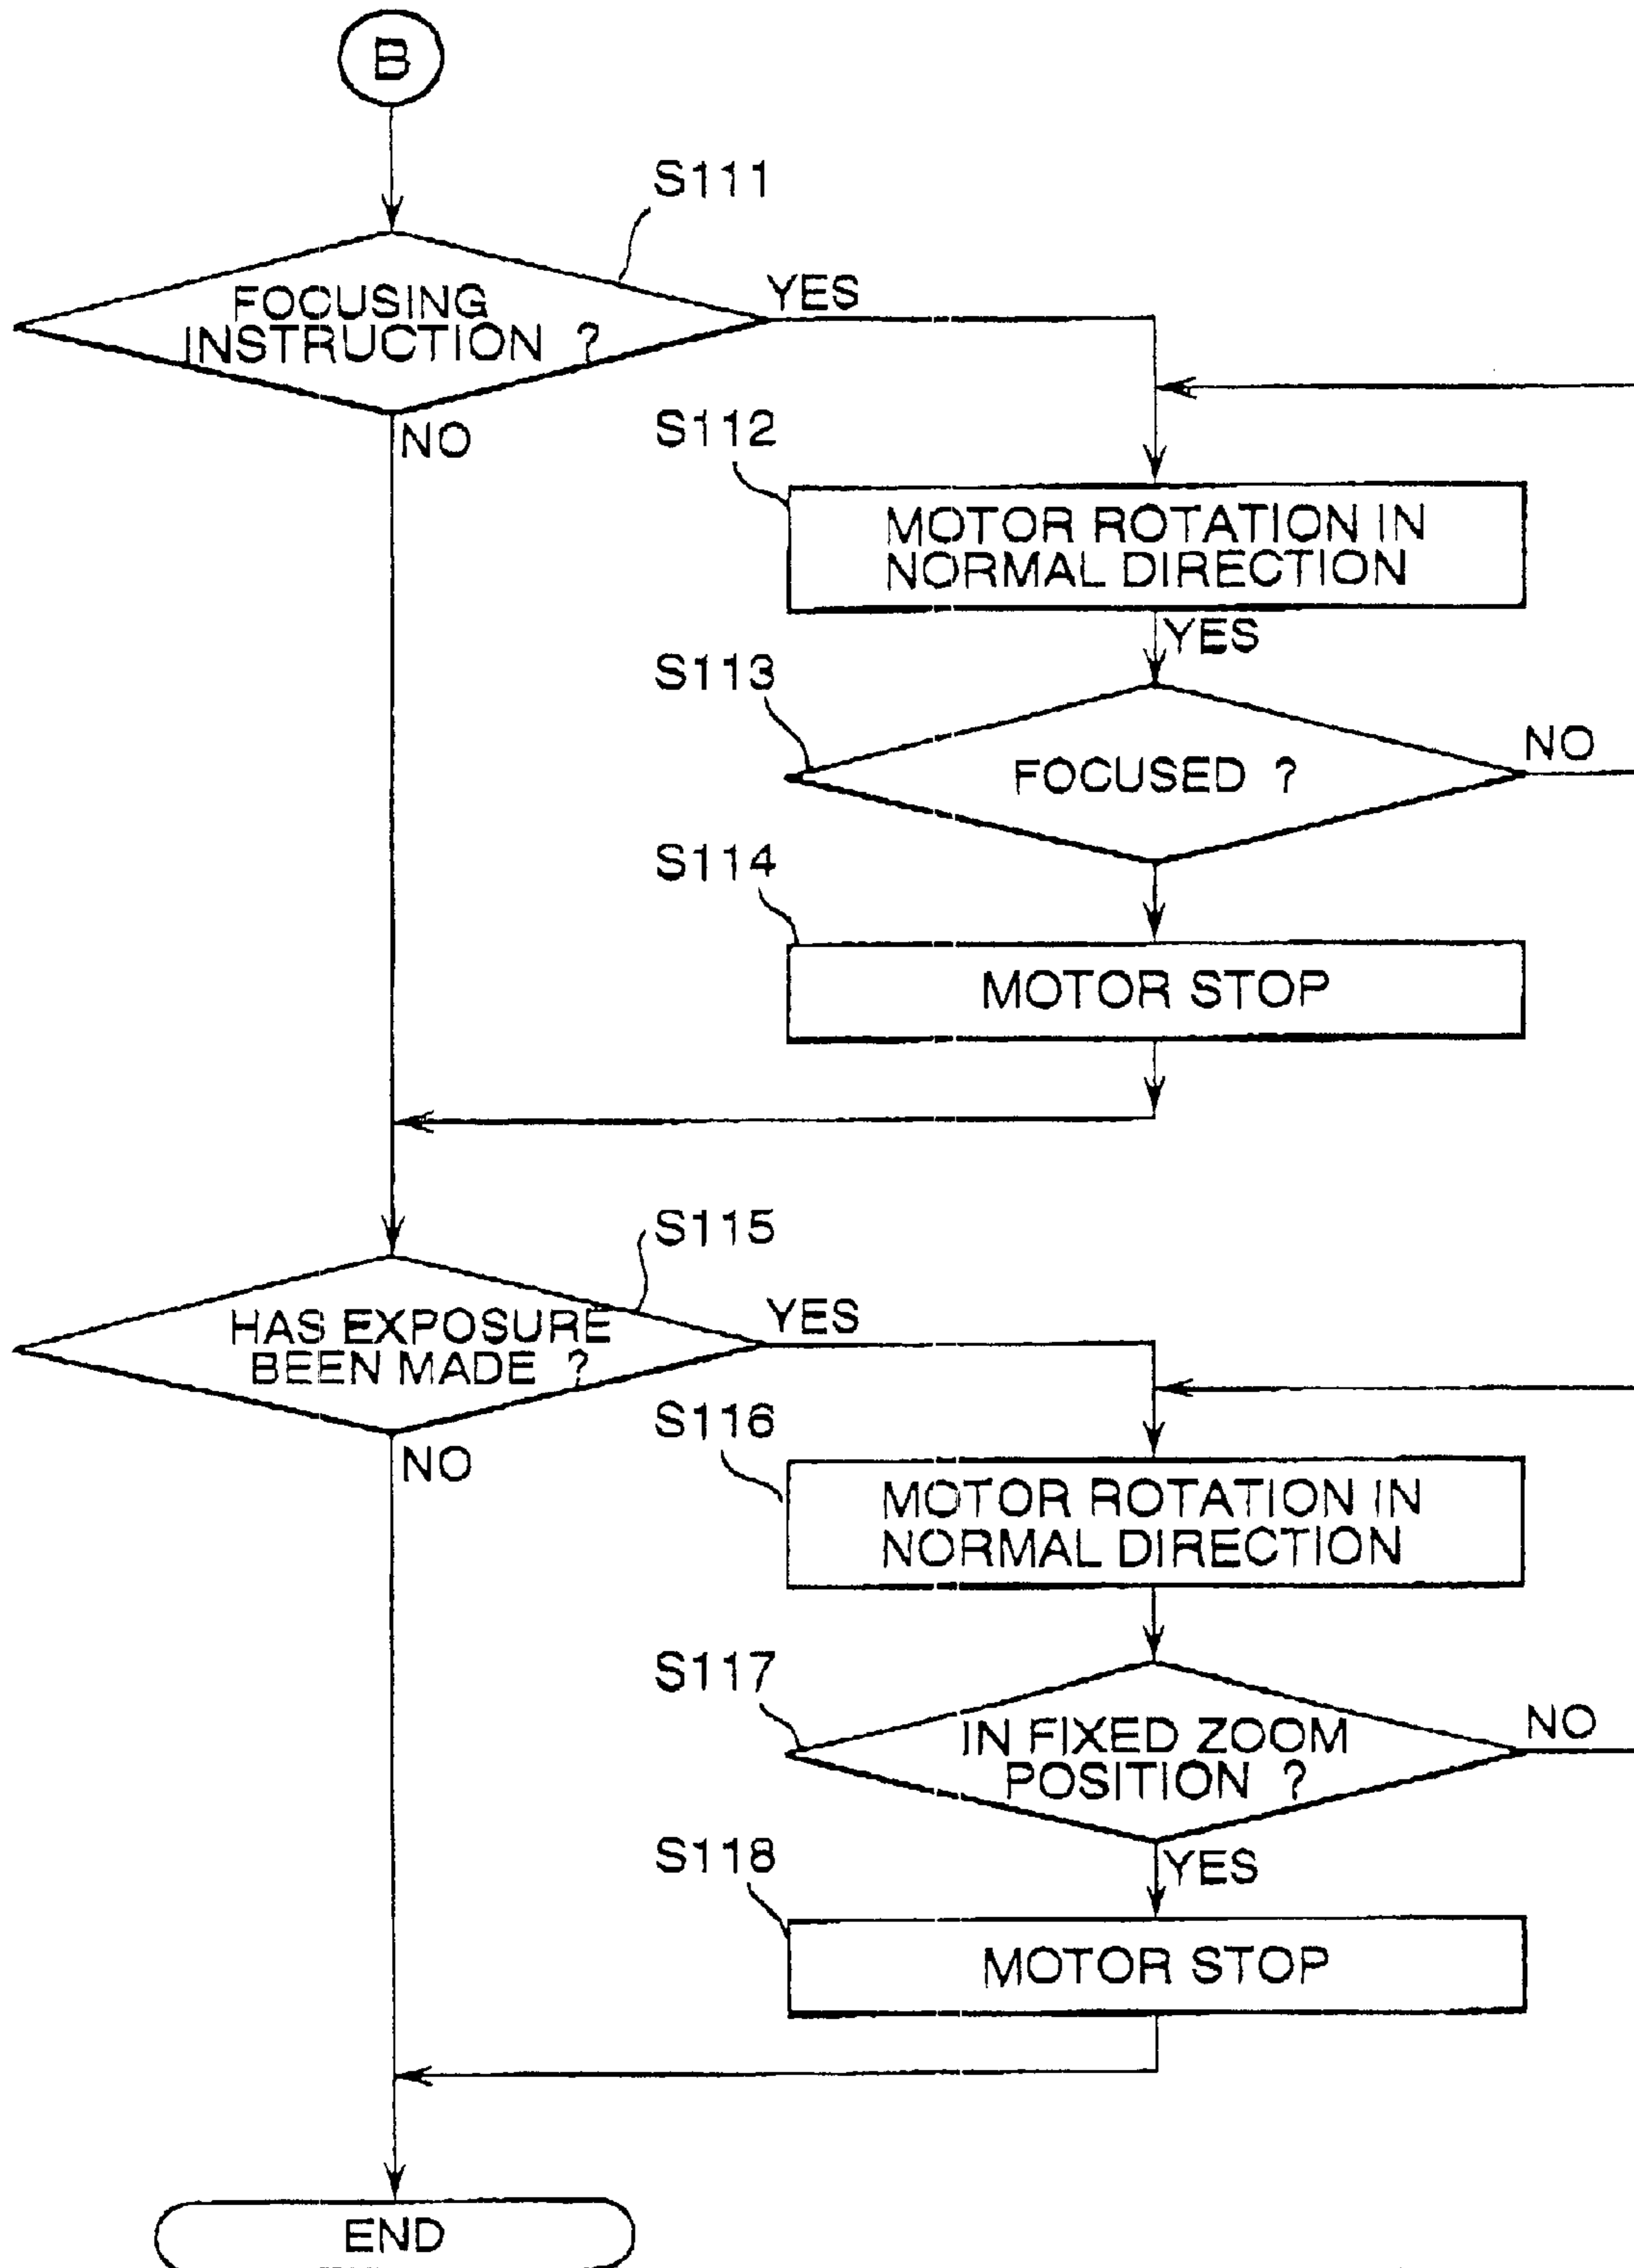 B
S111
FOCUSING
INSTRUCTION ?
YES
NO
S112
MOTOR ROTATION IN
NORMAL DIRECTION
YES
S113
FOCUSED ?
NO
S114
MOTOR STOP
S115
HAS EXPOSURE
BEEN MADE ?
YES
NO
S116
MOTOR ROTATION IN
NORMAL DIRECTION
S117
IN FIXED ZOOM
POSITION ?
NO
YES
S118
MOTOR STOP
END